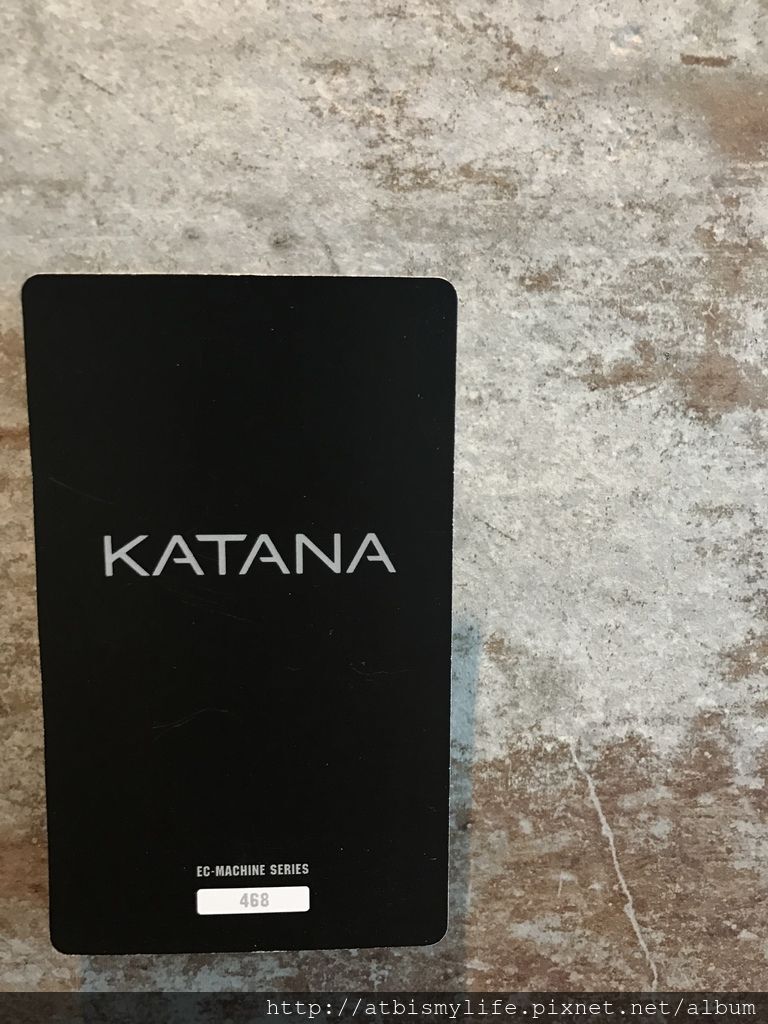 KATANA
EC-MACHINE SERIES
468
http://atbismylife.pixnet.net/album